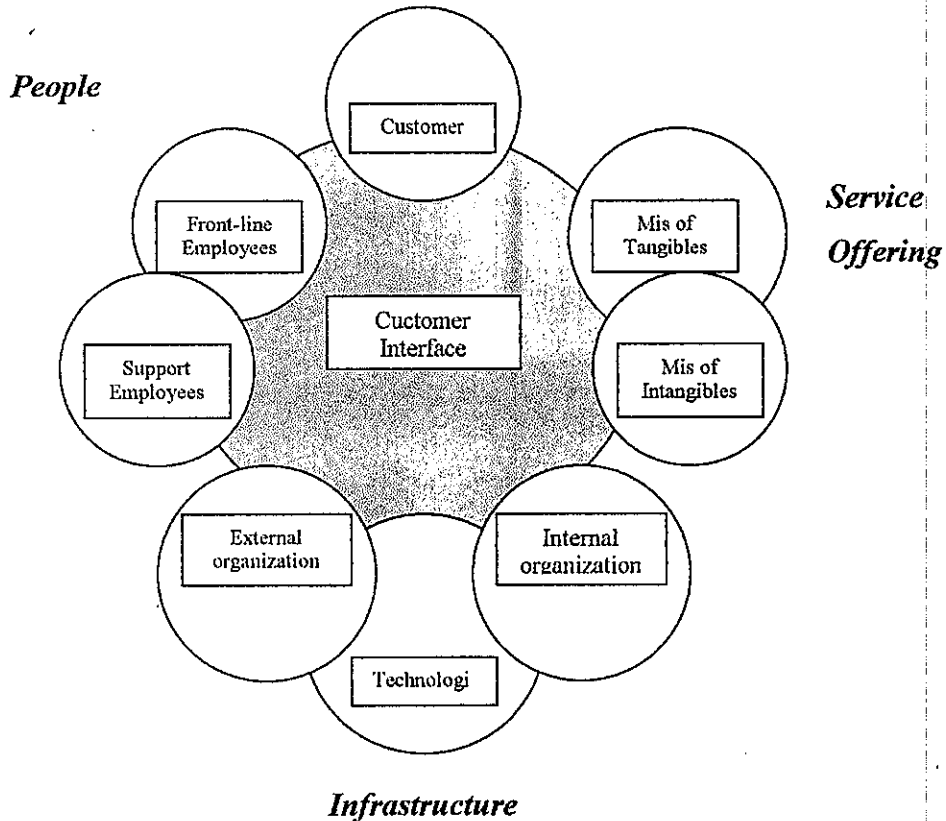 People
Customer
Front-line
Employees
Mis of
Tangibles
Service
Offering
Cuctomer
Interface
Support
Employees
Mis of
Intangibles
External
organization
Internal
organization
Technologi
Infrastructure